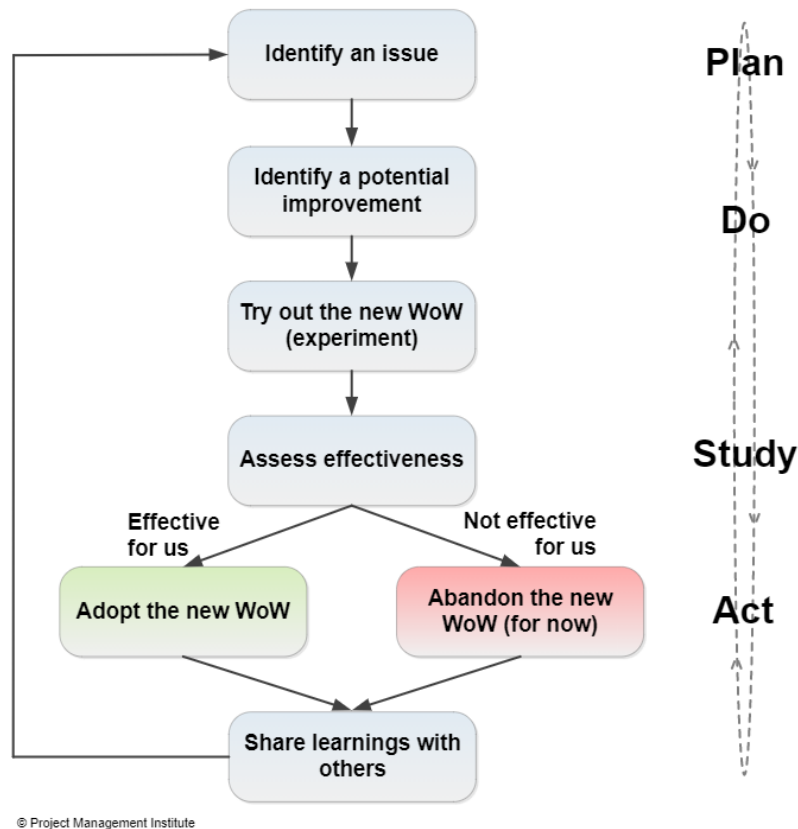 Identify an issue
Plan
Identify a potential
improvement
Do
Try out the new WoW
(experiment)
Assess effectiveness
Study
Effective
for us
Not effective
for us
Adopt the new WoW
Abandon the new
WoW (for now)
Act
Share learnings with
others
© Project Management Institute